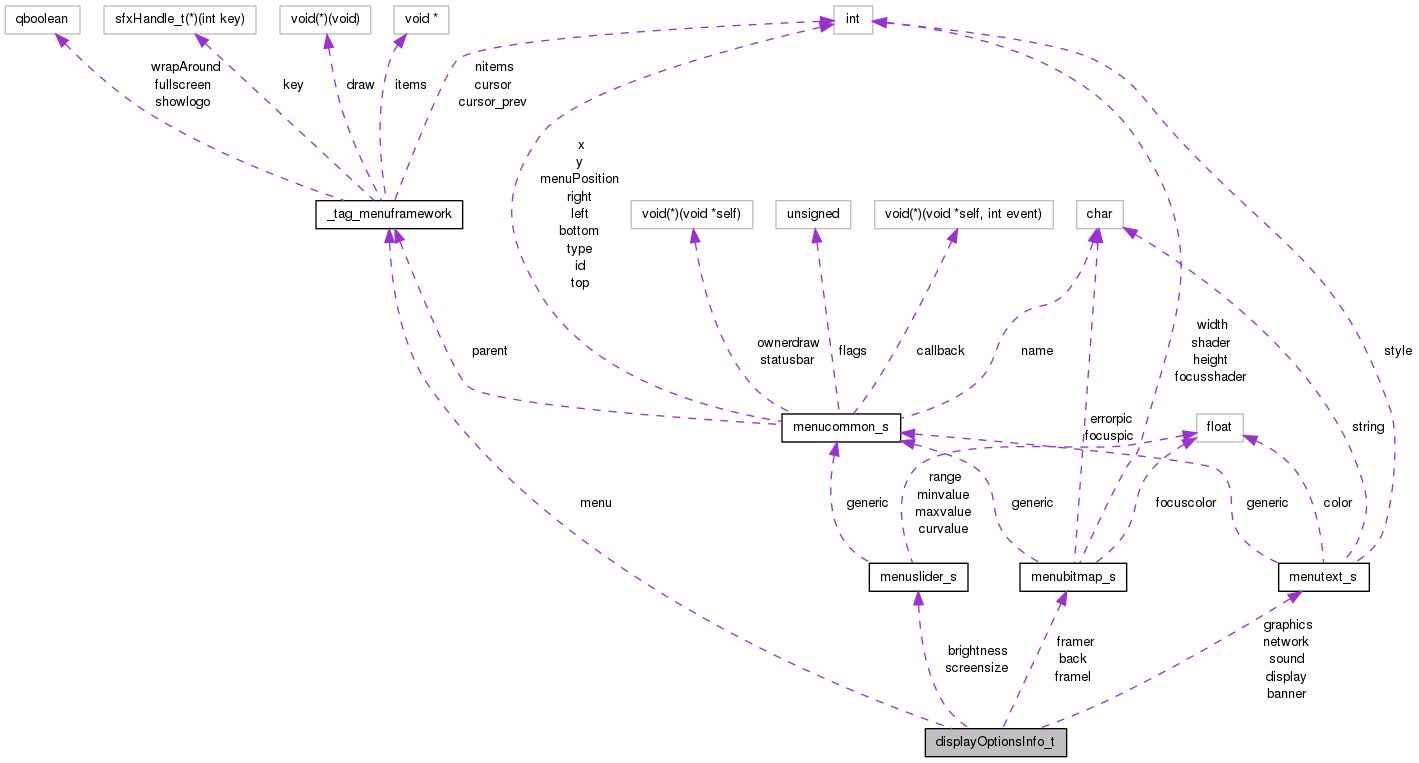 qboolean
sfxHandle_t(*)(int key)
void(*)(void)
void *
int
wrapAround
fullscreen
showlogo
key
draw
items
nitems
cursor
cursor_prev
x
y
menuPosition
right
left
bottom
type
id
top
_tag_menuframework
void(*)(void *self)
unsigned
void(*)(void *self, int event)
char
parent
ownerdraw
statusbar
flags
callback
name
width
shader
height
focusshader
style
menucommon_s
errorpic
focuspic
float
string
menu
generic
range
minvalue
maxvalue
curvalue
generic
focuscolor
generic
color
menuslider_s
menubitmap_s
menutext_s
brightness
screensize
framer
back
framel
graphics
network
sound
display
banner
displayOptionsInfo_t